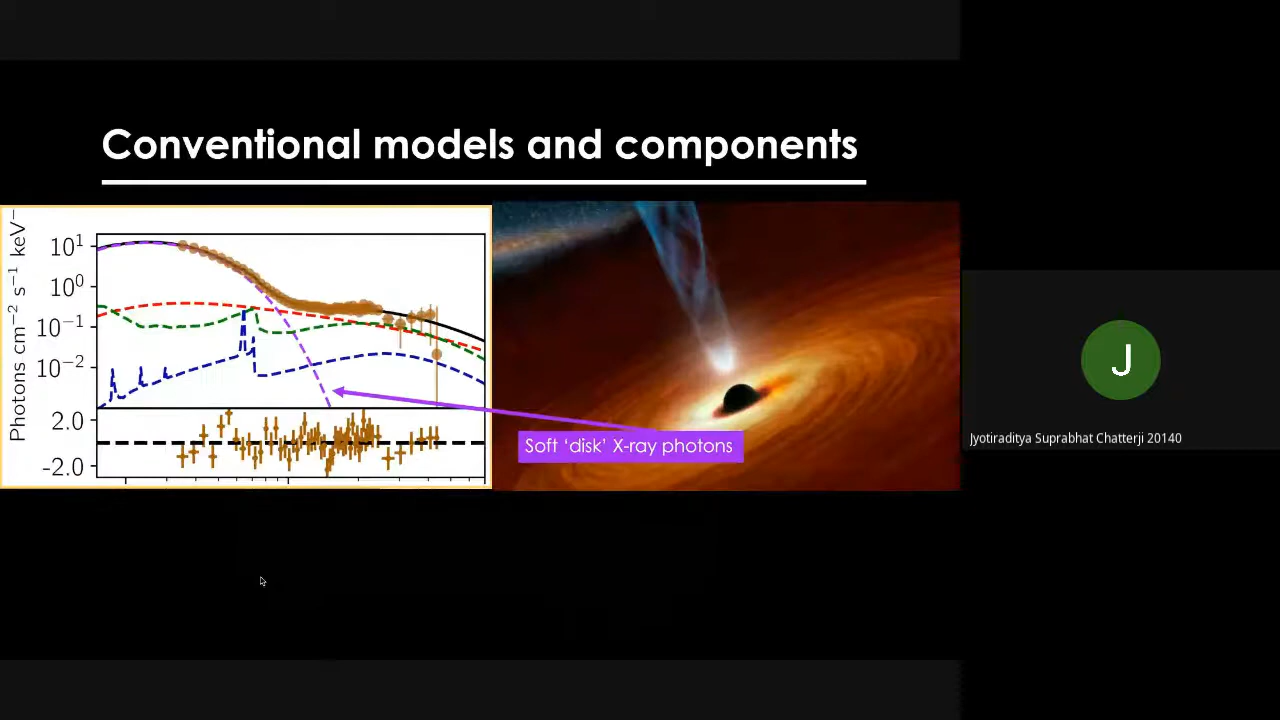 Conventional models and components
Photons cm⁻² s⁻¹ keV⁻
10¹
10⁰
10⁻¹
10⁻²
2.0
-2.0
Soft ‘disk’ X-ray photons
J
Jyotiraditya Suprabhat Chatterji 20140